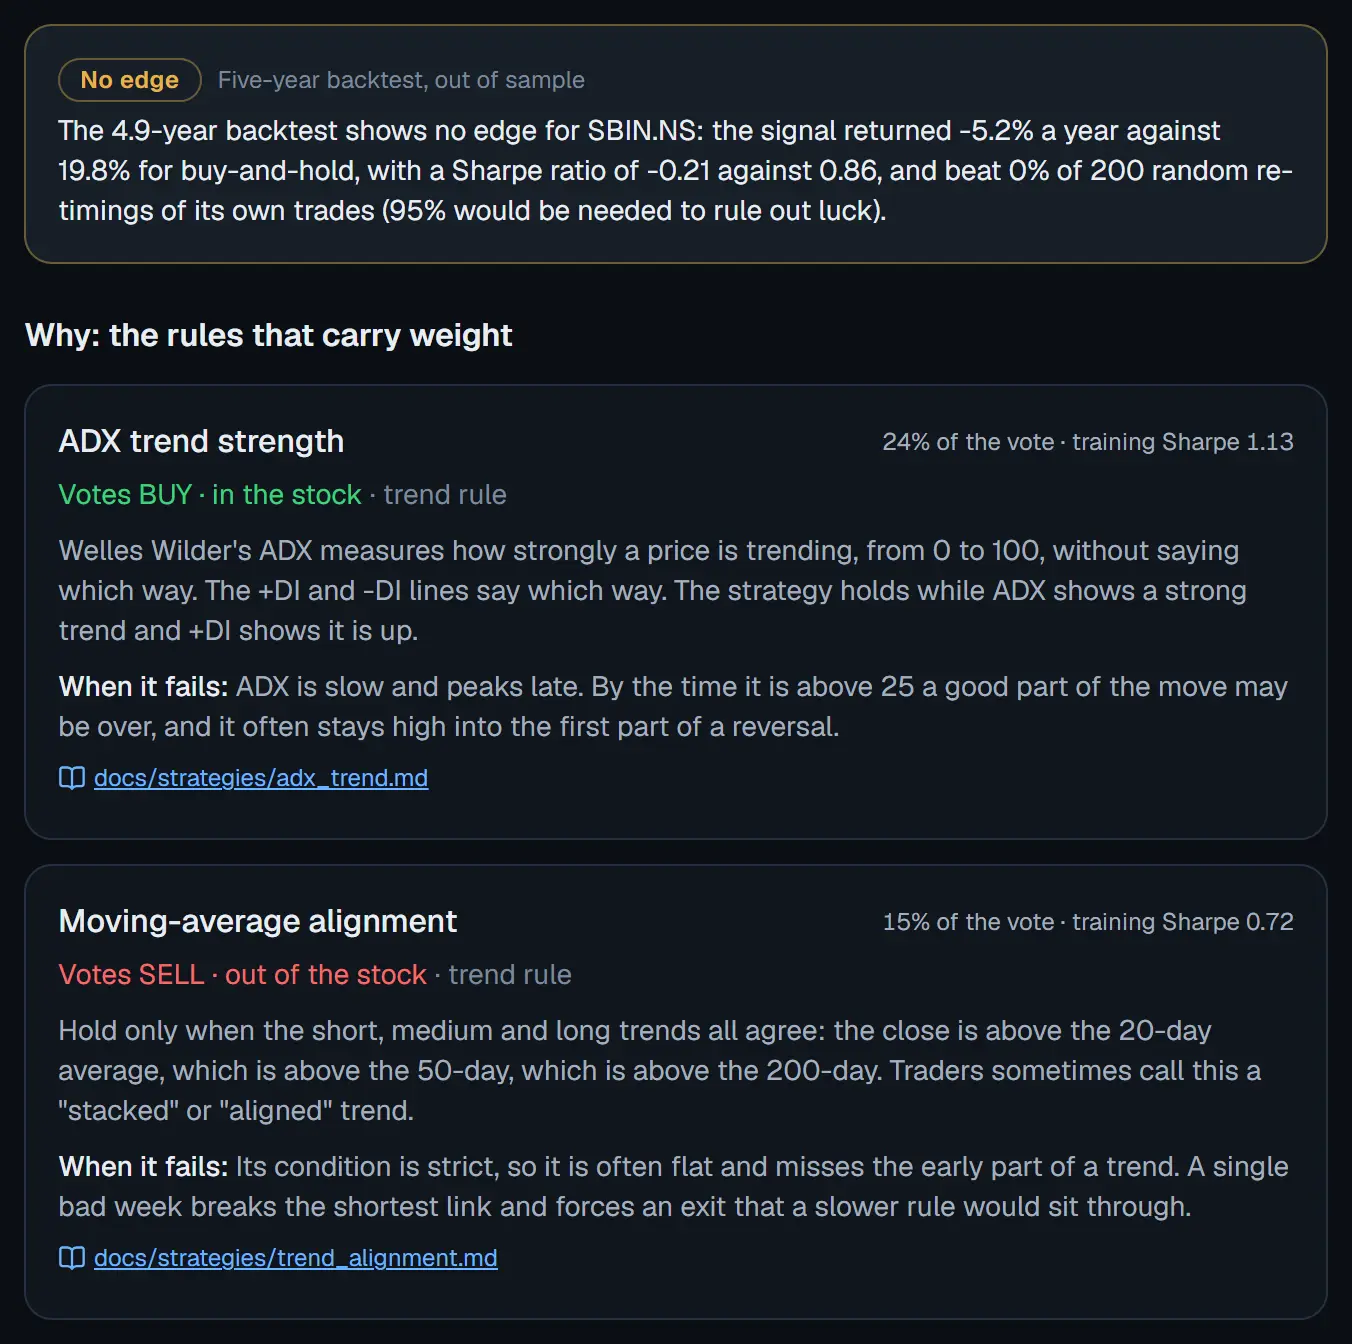 No edge Five-year backtest, out of sample
The 4.9-year backtest shows no edge for SBIN.NS: the signal returned -5.2% a year against
19.8% for buy-and-hold, with a Sharpe ratio of -0.21 against 0.86, and beat 0% of 200 random re-
timings of its own trades (95% would be needed to rule out luck).
Why: the rules that carry weight
ADX trend strength 24% of the vote · training Sharpe 1.13
Votes BUY · in the stock · trend rule
Welles Wilder's ADX measures how strongly a price is trending, from 0 to 100, without saying
which way. The +DI and -DI lines say which way. The strategy holds while ADX shows a strong
trend and +DI shows it is up.
When it fails: ADX is slow and peaks late. By the time it is above 25 a good part of the move may
be over, and it often stays high into the first part of a reversal.
docs/strategies/adx_trend.md
Moving-average alignment 15% of the vote · training Sharpe 0.72
Votes SELL · out of the stock · trend rule
Hold only when the short, medium and long trends all agree: the close is above the 20-day
average, which is above the 50-day, which is above the 200-day. Traders sometimes call this a
"stacked" or "aligned" trend.
When it fails: Its condition is strict, so it is often flat and misses the early part of a trend. A single
bad week breaks the shortest link and forces an exit that a slower rule would sit through.
docs/strategies/trend_alignment.md